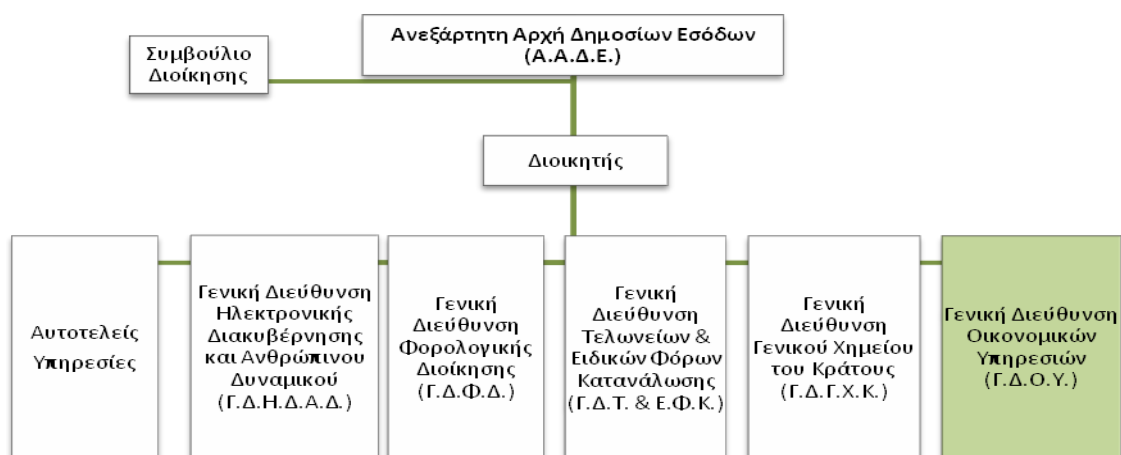 Ανεξάρτητη Αρχή Δημοσίων Εσόδων
(Α.Α.Δ.Ε.)
Συμβούλιο
Διοίκησης
Διοικητής
Αυτοτελείς
Υπηρεσίες
Γενική Διεύθυνση
Ηλεκτρονικής
Διακυβέρνησης
και Ανθρώπινου
Δυναμικού
(Γ.Δ.Η.Δ.Α.Δ.)
Γενική
Διεύθυνση
Φορολογικής
Διοίκησης
(Γ.Δ.Φ.Δ.)
Γενική
Διεύθυνση
Τελωνείων &
Ειδικών Φόρων
Κατανάλωσης
(Γ.Δ.Τ. & Ε.Φ.Κ.)
Γενική
Διεύθυνση
Γενικού Χημείου
του Κράτους
(Γ.Δ.Γ.Χ.Κ.)
Γενική Διεύθυνση
Οικονομικών
Υπηρεσιών
(Γ.Δ.Ο.Υ.)